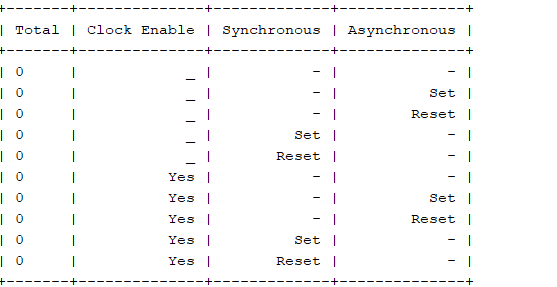 +-------+--------------+-------------+--------------+
| Total | Clock Enable | Synchronous | Asynchronous |
+-------+--------------+-------------+--------------+
| 0     |            _ |           - |            - |
| 0     |            _ |           - |          Set |
| 0     |            _ |           - |        Reset |
| 0     |            _ |         Set |            - |
| 0     |            _ |       Reset |            - |
| 0     |          Yes |           - |            - |
| 0     |          Yes |           - |          Set |
| 0     |          Yes |           - |        Reset |
| 0     |          Yes |         Set |            - |
| 0     |          Yes |       Reset |            - |
+-------+--------------+-------------+--------------+